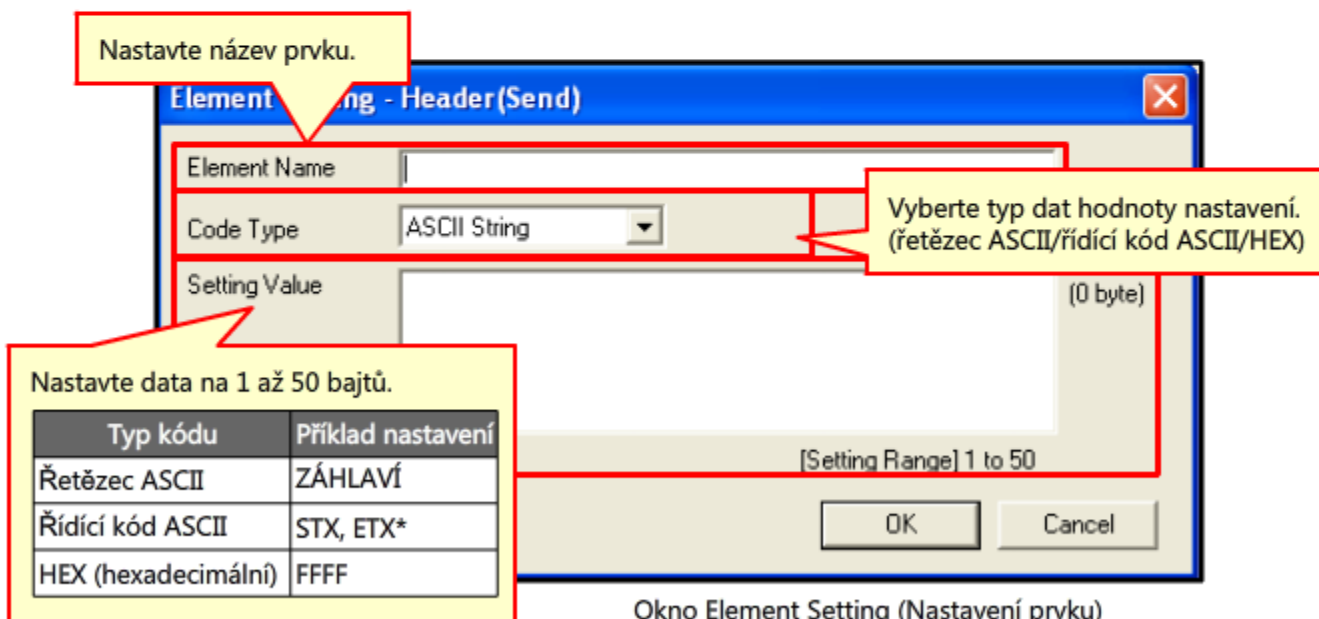 Nastavte název prvku.
Element ng - Header(Send)
Element Name
Code Type
ASCII String
Vyberte typ dat hodnoty nastavení.
(řetězec ASCII/řídící kód ASCII/HEX)
Setting Value
(0 byte)
Nastavte data na 1 až 50 bajtů.
Typ kódu Příklad nastavení
Řetězec ASCII ZÁHLAVÍ
Řídící kód ASCII STX, ETX*
HEX (hexadecimální) FFFF
[Setting Range] 1 to 50
OK Cancel
Okno Element Setting (Nastavení prvku)